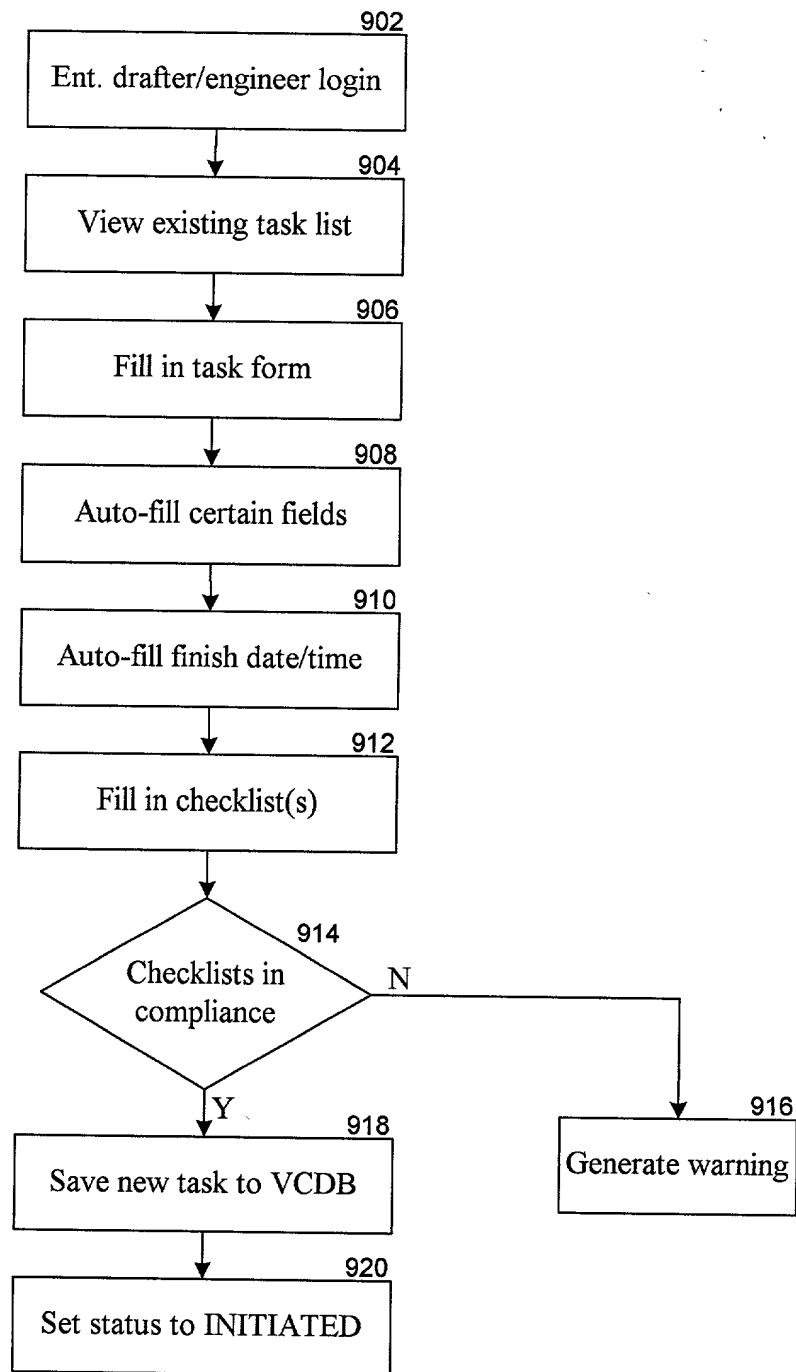 902
Ent. drafter/engineer login
904
View existing task list
906
Fill in task form
908
Auto-fill certain fields
910
Auto-fill finish date/time
912
Fill in checklist(s)
914
Checklists in
compliance
N
Y
916
Generate warning
918
Save new task to VCDB
920
Set status to INITIATED